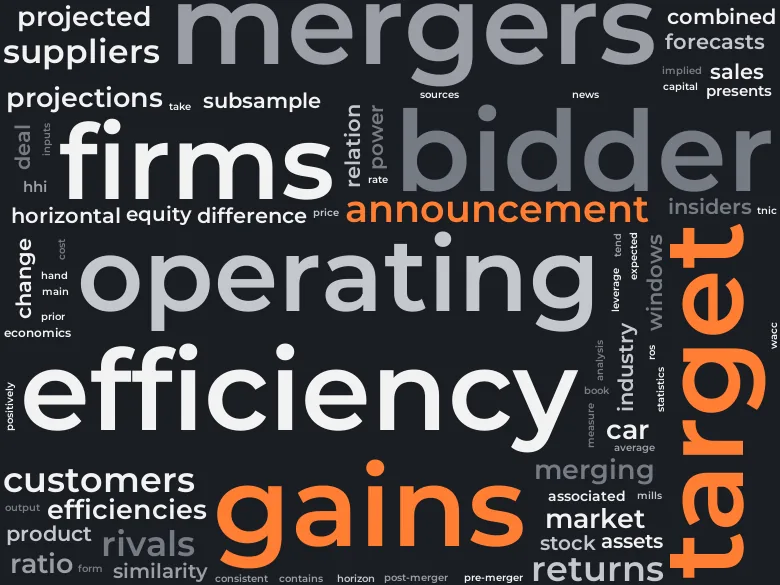 projected
mergers
combined
suppliers
forecasts
implied
sales
capital
presents
projections
take
subsample
sources
news
deal
inputs
firms
relation
power
bidder
hhi
rate
horizontal
equity
difference
price
announcement
insiders
tnic
change
cost
hand
main
prior
economics
operating
tend
expected
leverage
windows
target
wacc
positively
efficiency
analysis
book
measure
industry
ros
statistics
car
average
customers
output
efficiencies
gains
merging
associated
mills
product
rivals
market
ratio
form
similarity
stock
assets
consistent
contains
horizon
post-merger
pre-merger
returns